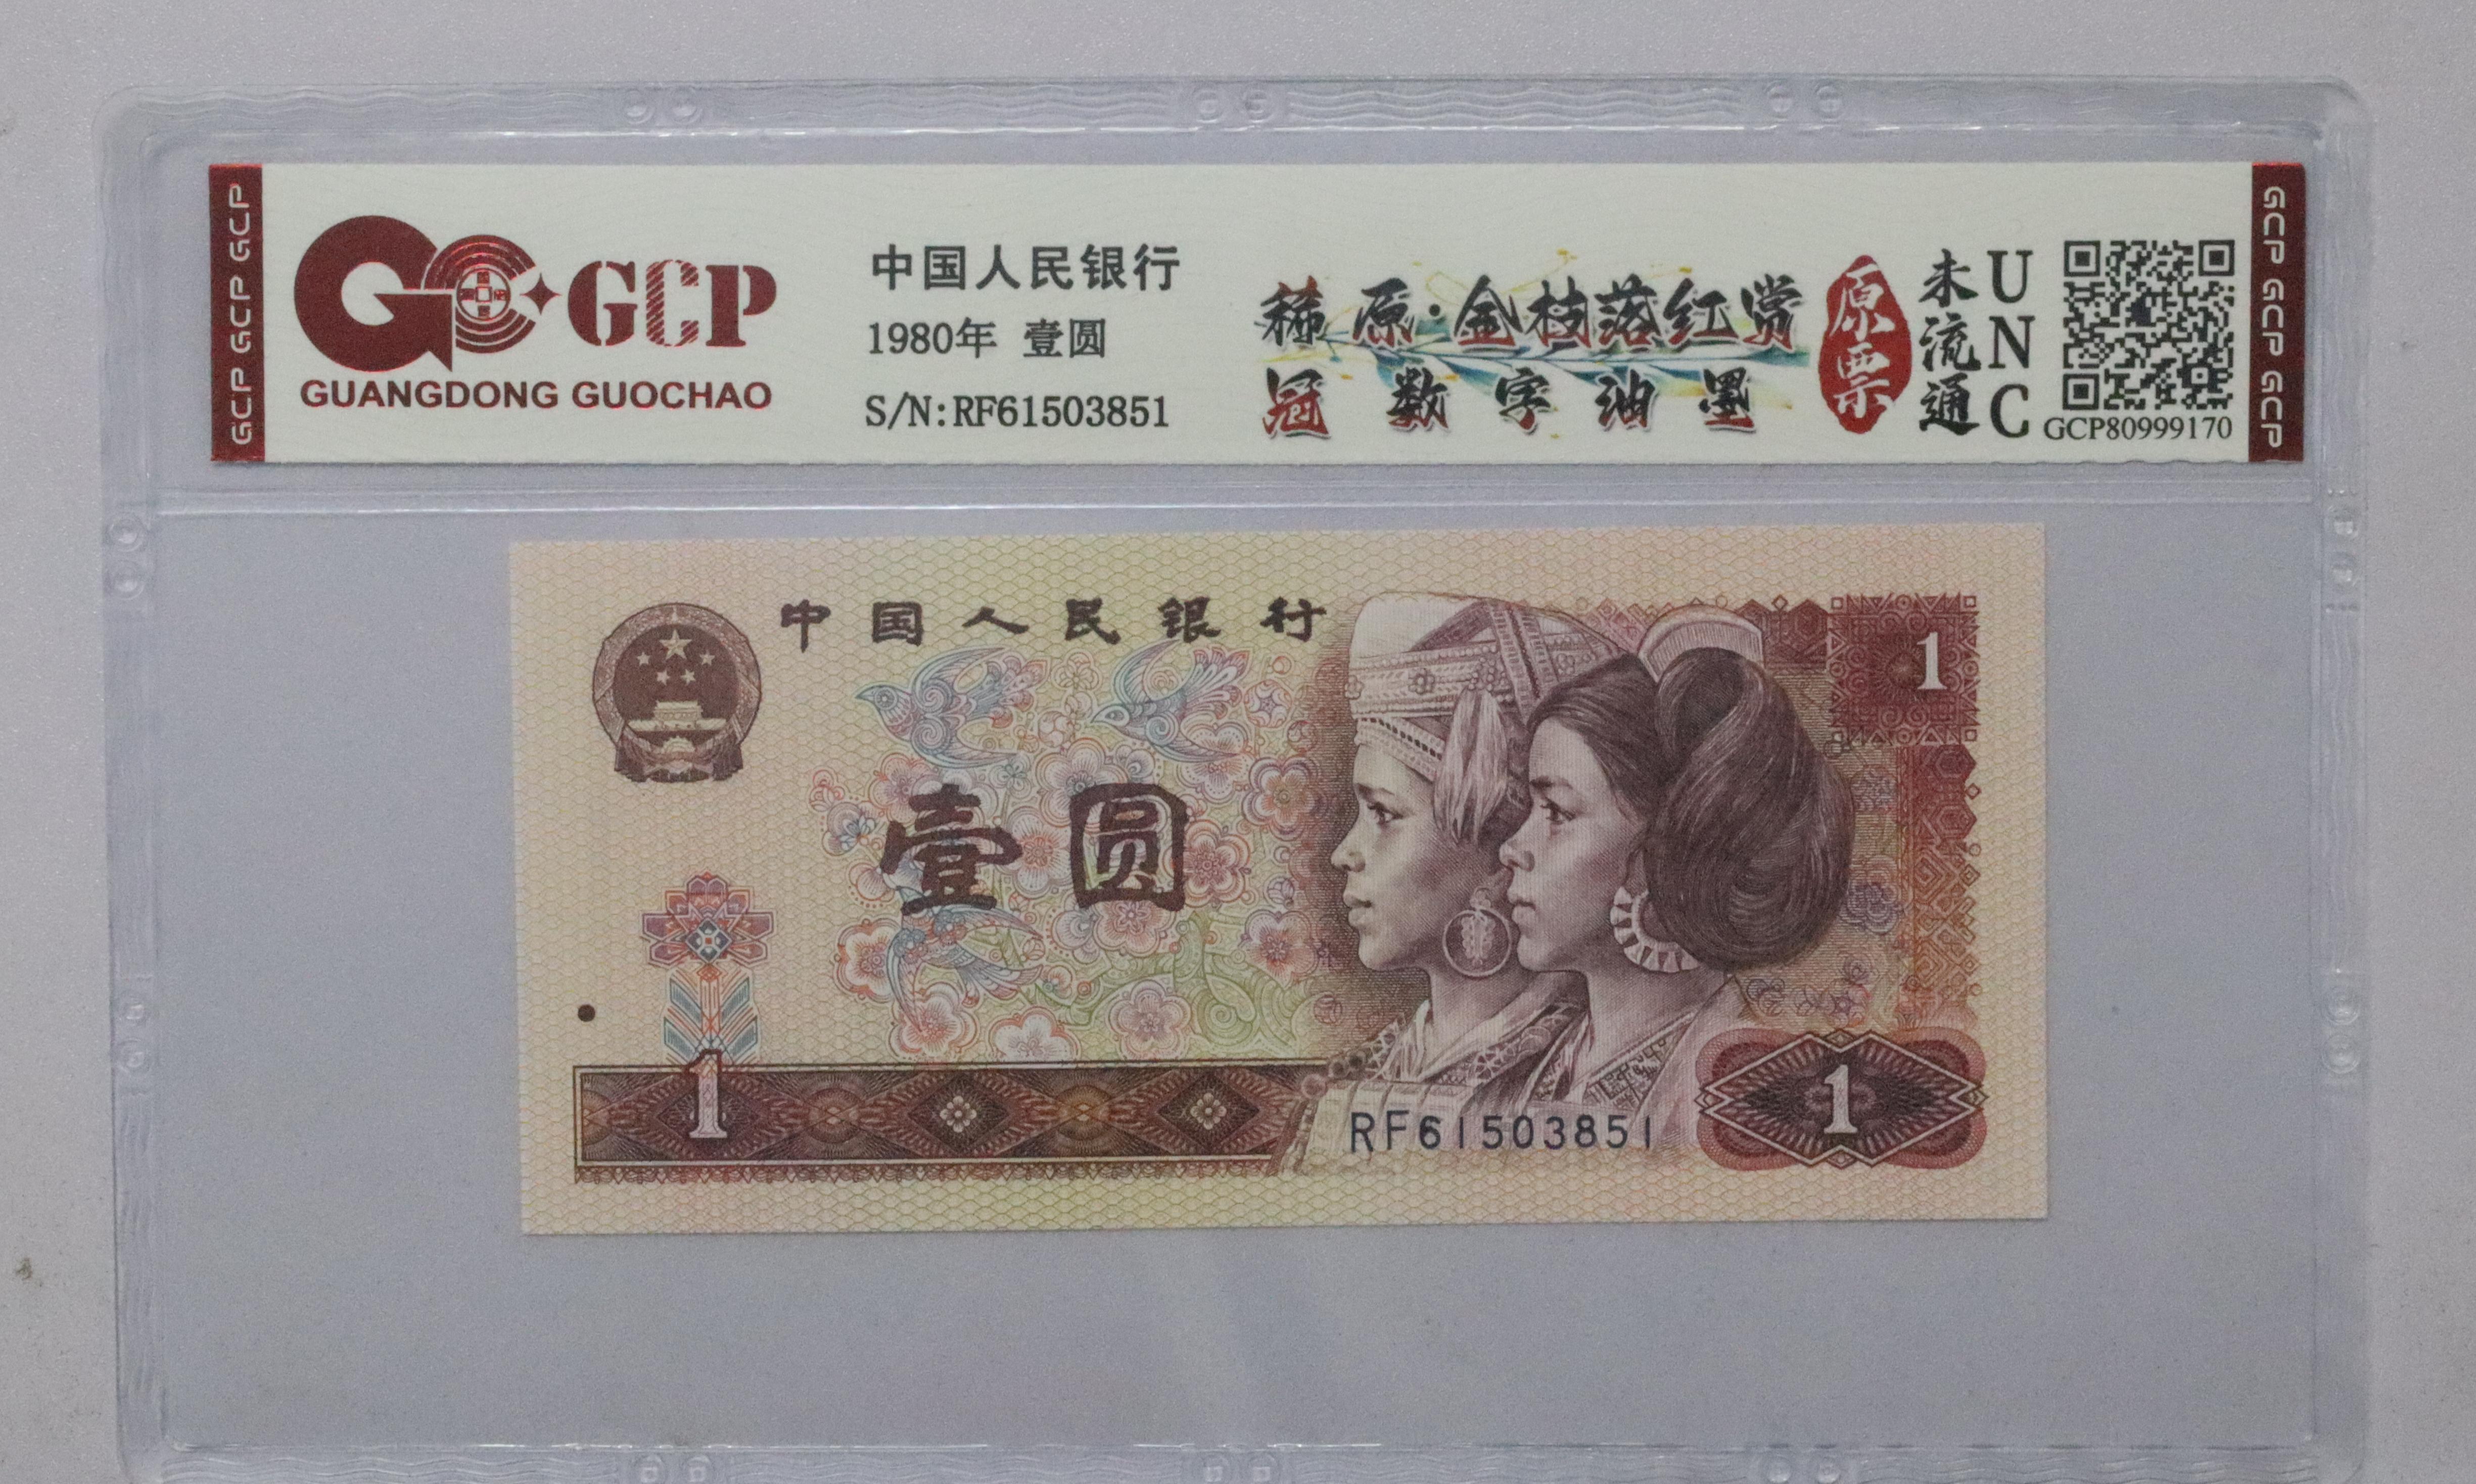 GCP GCP GCP
GCP
GUANGDONG GUOCHAO
中国人民银行
1980年 壹圆
S/N:RF61503851
稀原·金枝落红赏
冠数字油墨
原票
未流通
UNC
GCP80999170
GCP GCP GCP GCP
中国人民银行
1
壹圆
1
RF61503851
1